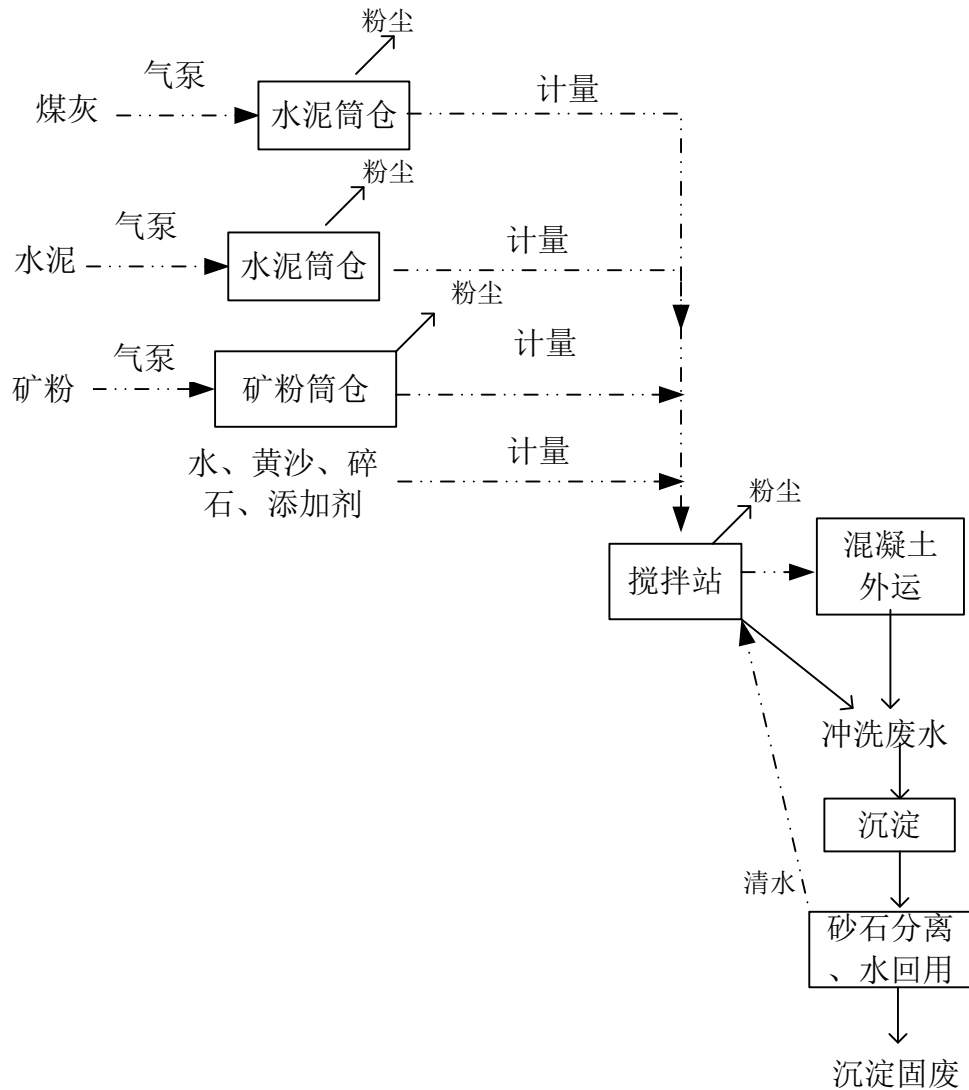 粉尘
气泵
煤灰
水泥筒仓
计量
粉尘
气泵
水泥
水泥筒仓
计量
粉尘
气泵
矿粉
矿粉筒仓
计量
水、黄沙、碎
石、添加剂
计量
粉尘
搅拌站
混凝土
外运
冲洗废水
沉淀
清水
砂石分离
、水回用
沉淀固废